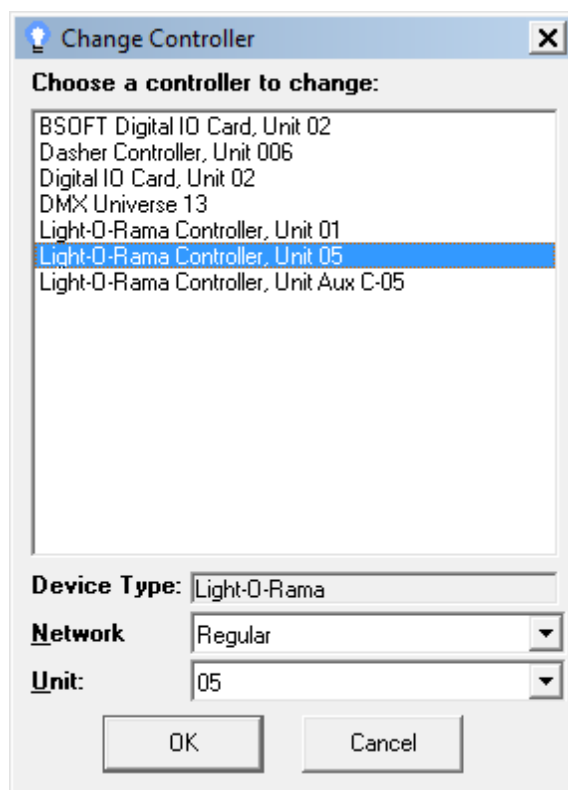 Change Controller
Choose a controller to change:
BSOFT Digital IO Card, Unit 02
Dasher Controller, Unit 006
Digital IO Card, Unit 02
DMX Universe 13
Light-O-Rama Controller, Unit 01
Light-O-Rama Controller, Unit 05
Light-O-Rama Controller, Unit Aux C-05
Device Type: Light-O-Rama
Network Regular
Unit: 05
OK Cancel